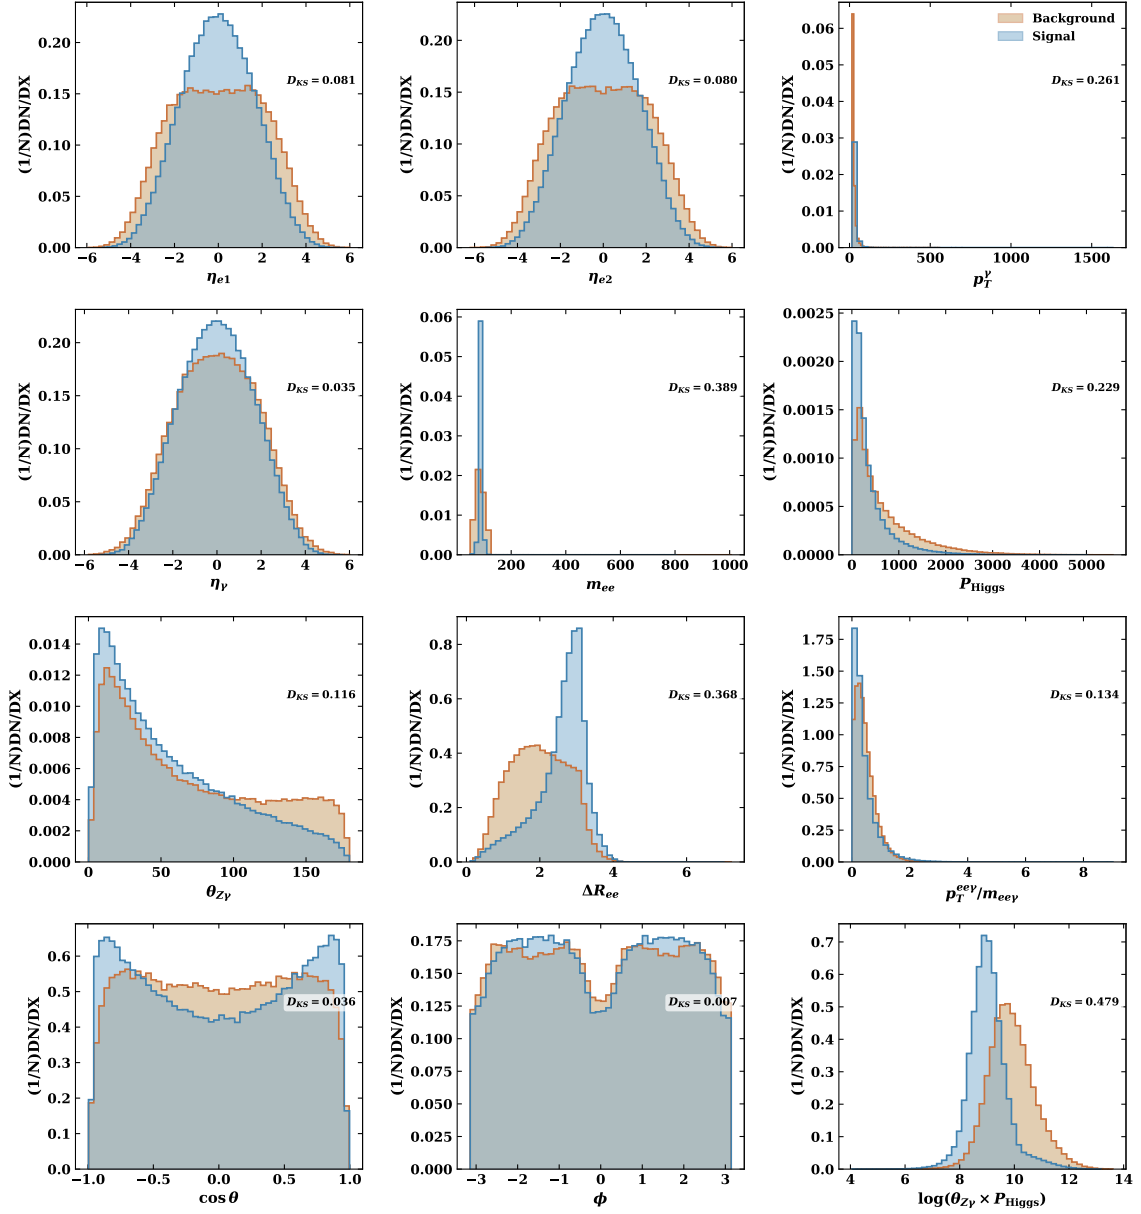 (1/N)DN/DX
0.20
0.15
0.10
0.05
0.00
D_KS = 0.081
−6 −4 −2 0 2 4 6
η_e1
(1/N)DN/DX
0.20
0.15
0.10
0.05
0.00
D_KS = 0.080
−6 −4 −2 0 2 4 6
η_e2
(1/N)DN/DX
0.06
0.05
0.04
0.03
0.02
0.01
0.00
Background
Signal
D_KS = 0.261
0 500 1000 1500
p_T^γ
(1/N)DN/DX
0.20
0.15
0.10
0.05
0.00
D_KS = 0.035
−6 −4 −2 0 2 4 6
η_γ
(1/N)DN/DX
0.06
0.05
0.04
0.03
0.02
0.01
0.00
D_KS = 0.389
200 400 600 800 1000
m_ee
(1/N)DN/DX
0.0025
0.0020
0.0015
0.0010
0.0005
0.0000
D_KS = 0.229
0 1000 2000 3000 4000 5000
P_Higgs
(1/N)DN/DX
0.014
0.012
0.010
0.008
0.006
0.004
0.002
0.000
D_KS = 0.116
0 50 100 150
θ_Zγ
(1/N)DN/DX
0.8
0.6
0.4
0.2
0.0
D_KS = 0.368
0 2 4 6
ΔR_ee
(1/N)DN/DX
1.75
1.50
1.25
1.00
0.75
0.50
0.25
0.00
D_KS = 0.134
0 2 4 6 8
p_T^eeγ/m_eeγ
(1/N)DN/DX
0.6
0.5
0.4
0.3
0.2
0.1
0.0
D_KS = 0.036
−1.0 −0.5 0.0 0.5 1.0
cos θ
(1/N)DN/DX
0.175
0.150
0.125
0.100
0.075
0.050
0.025
0.000
D_KS = 0.007
−3 −2 −1 0 1 2 3
ϕ
(1/N)DN/DX
0.7
0.6
0.5
0.4
0.3
0.2
0.1
0.0
D_KS = 0.479
4 6 8 10 12 14
log(θ_Zγ × P_Higgs)